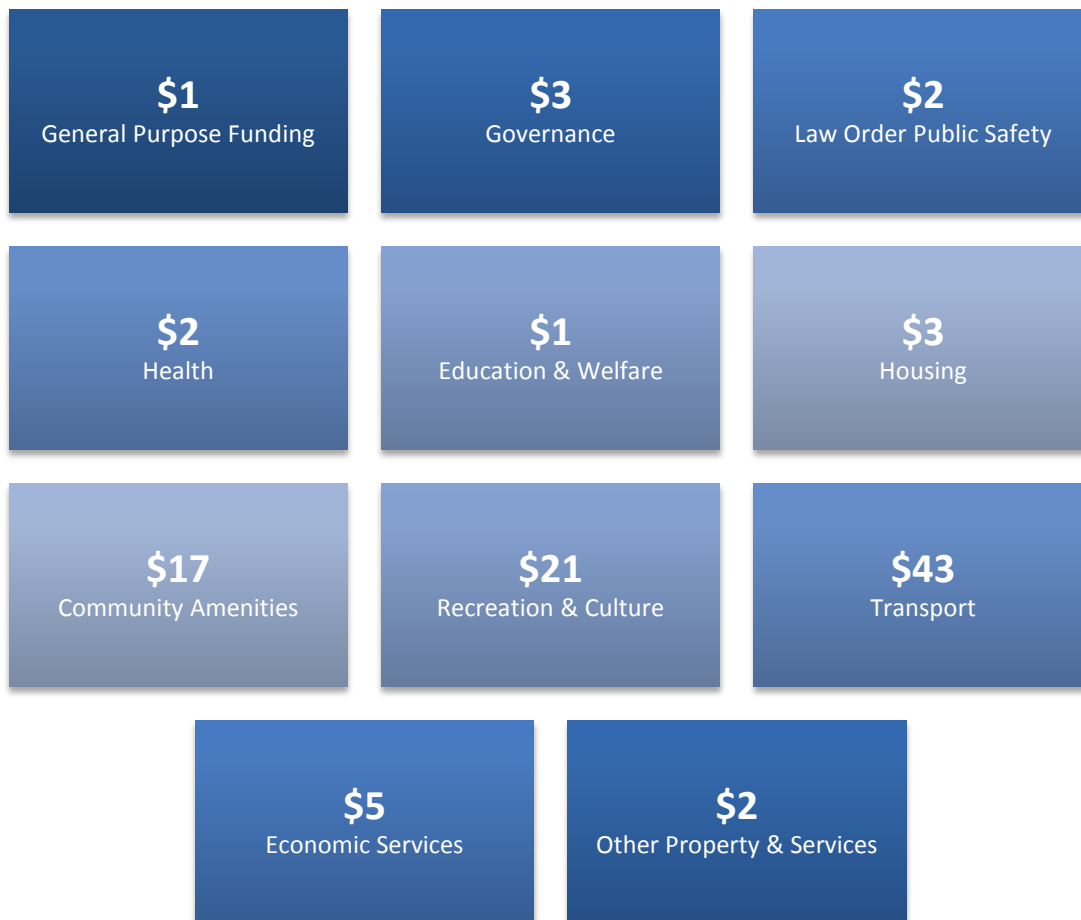 $1
General Purpose Funding
$3
Governance
$2
Law Order Public Safety
$2
Health
$1
Education & Welfare
$3
Housing
$17
Community Amenities
$21
Recreation & Culture
$43
Transport
$5
Economic Services
$2
Other Property & Services